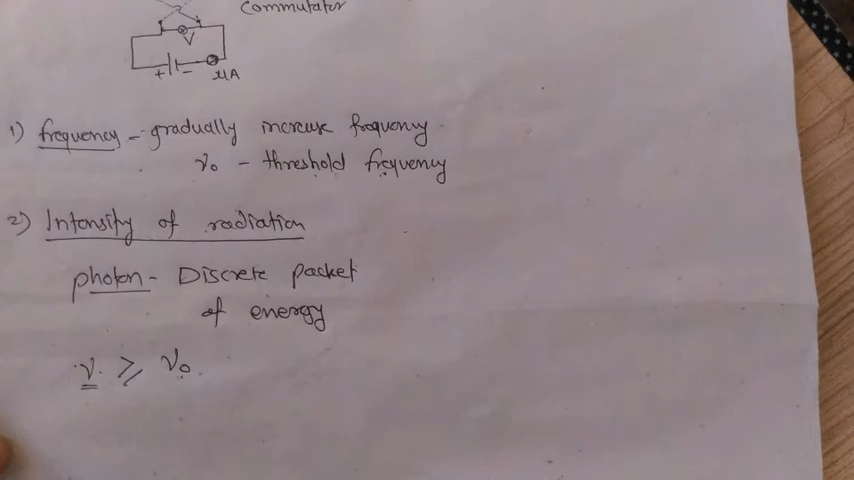 Commutator
V
+ -
μA
1) frequency - gradually increase frequency
ν₀ - threshold frequency
2) Intensity of radiation
photon - Discrete packet
of energy
ν ≥ ν₀